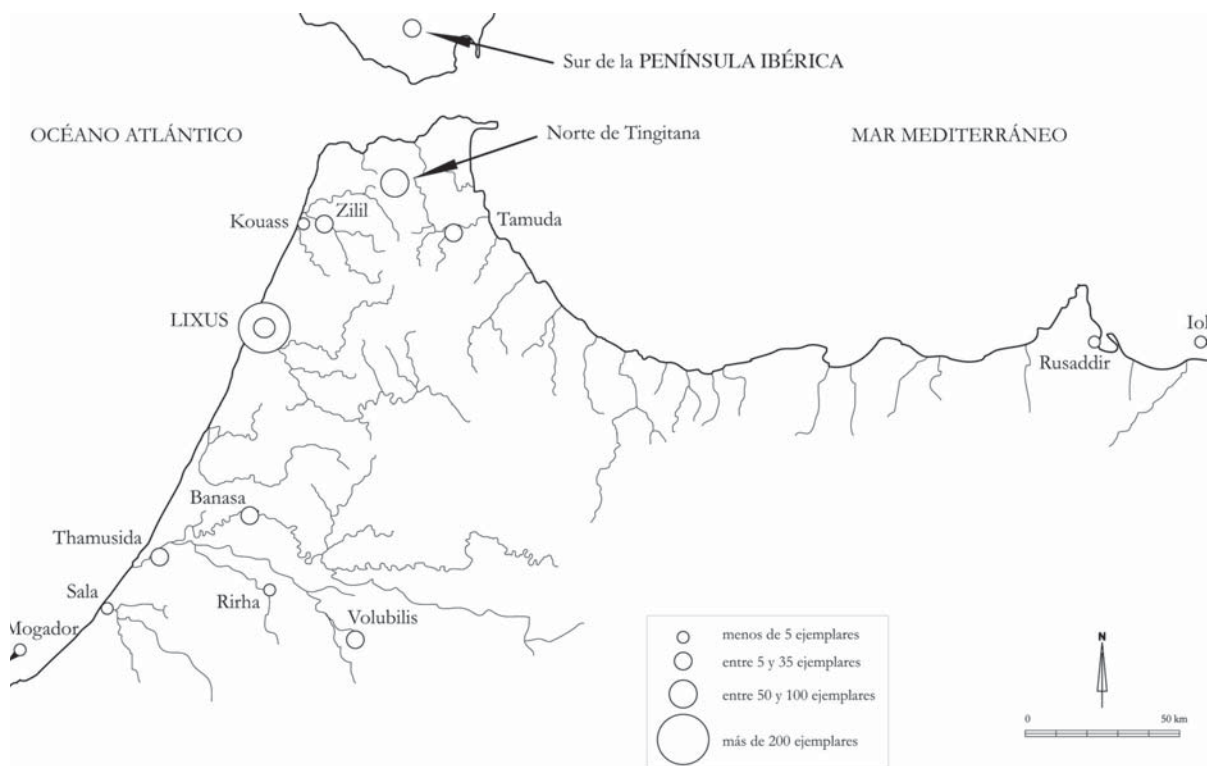 Sur de la PENÍNSULA IBÉRICA
OCÉANO ATLÁNTICO
Norte de Tingitana
MAR MEDITERRÁNEO
Kouass
Zilil
Tamuda
LIXUS
Iol
Rusaddir
Banasa
Thamusida
Sala
Rirha
Volubilis
Mogador
menos de 5 ejemplares
entre 5 y 35 ejemplares
entre 50 y 100 ejemplares
más de 200 ejemplares
N
0 50 km